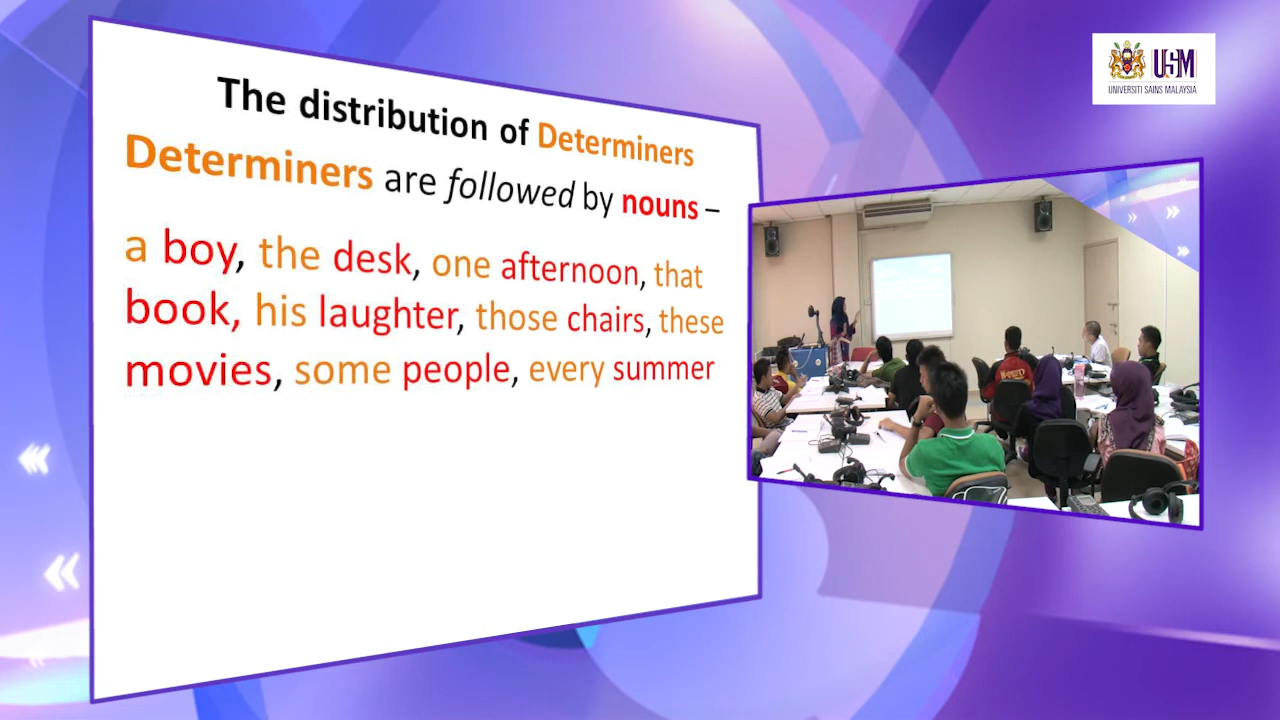 The distribution of Determiners
Determiners are followed by nouns –
a boy, the desk, one afternoon, that
book, his laughter, those chairs, these
movies, some people, every summer
USM
UNIVERSITI SAINS MALAYSIA